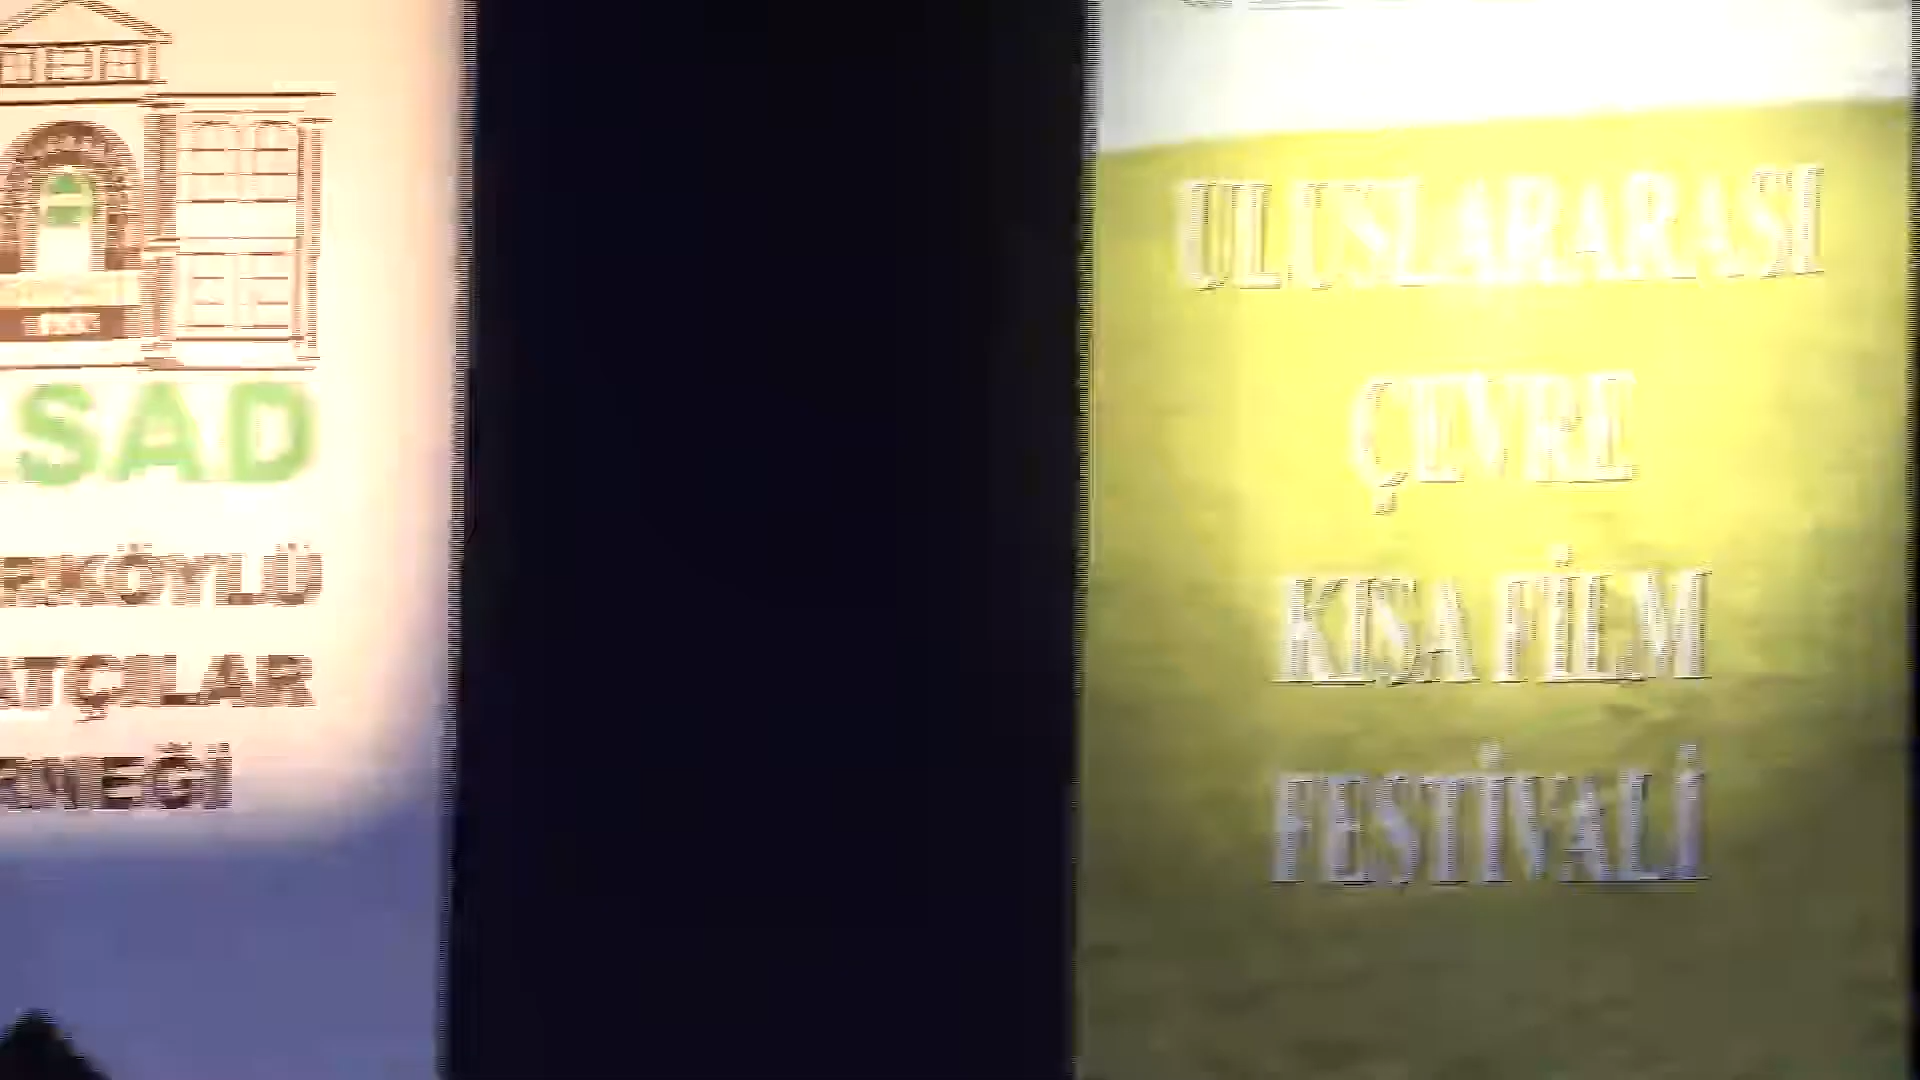 SAD
RKÖYLÜ
ATÇILAR
RNEĞİ
ULUSLARARASI
ÇEVRE
KISA FİLM
FESTİVALİ